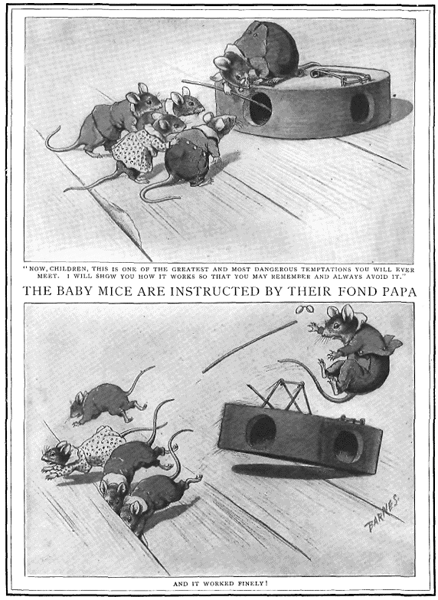 "NOW, CHILDREN, THIS IS ONE OF THE GREATEST AND MOST DANGEROUS TEMPTATIONS YOU WILL EVER
MEET. I WILL SHOW YOU HOW IT WORKS SO THAT YOU MAY REMEMBER AND ALWAYS AVOID IT."
THE BABY MICE ARE INSTRUCTED BY THEIR FOND PAPA
BARNES.
AND IT WORKED FINELY!